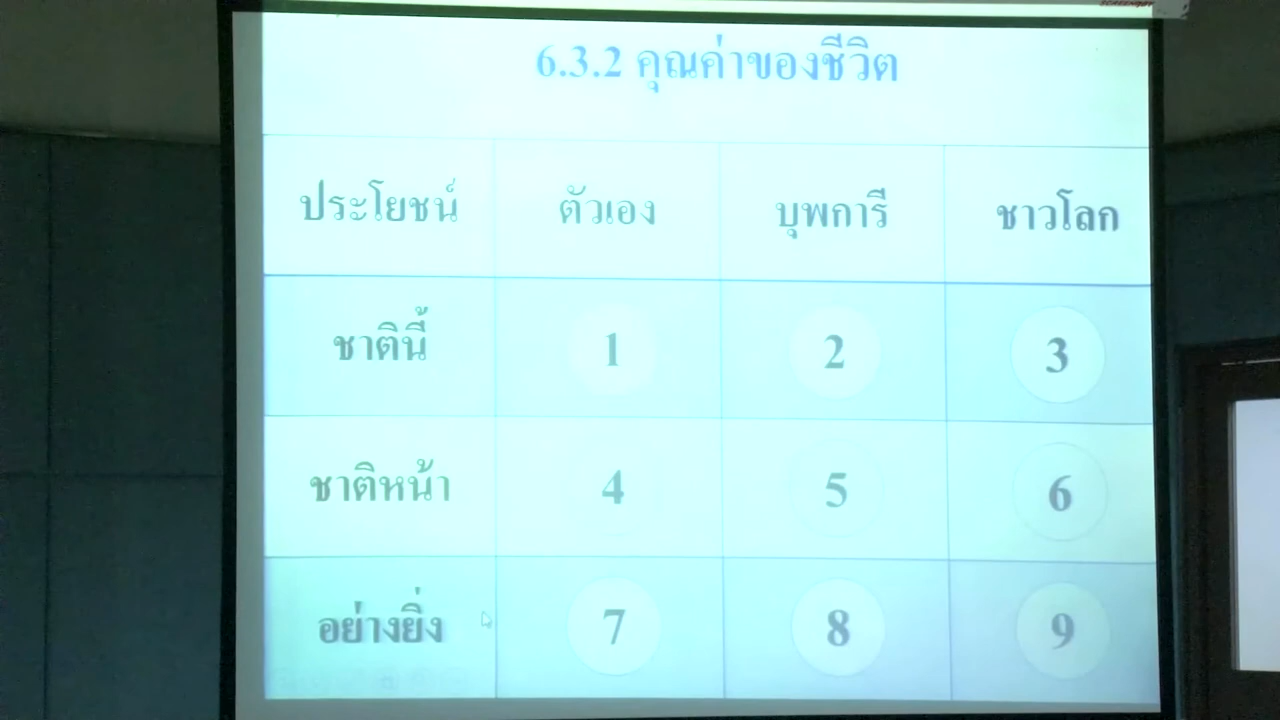 6.3.2 คุณค่าของชีวิต
ประโยชน์ ตัวเอง บุพการี ชาวโลก
ชาตินี้ 1 2 3
ชาติหน้า 4 5 6
อย่างยิ่ง 7 8 9